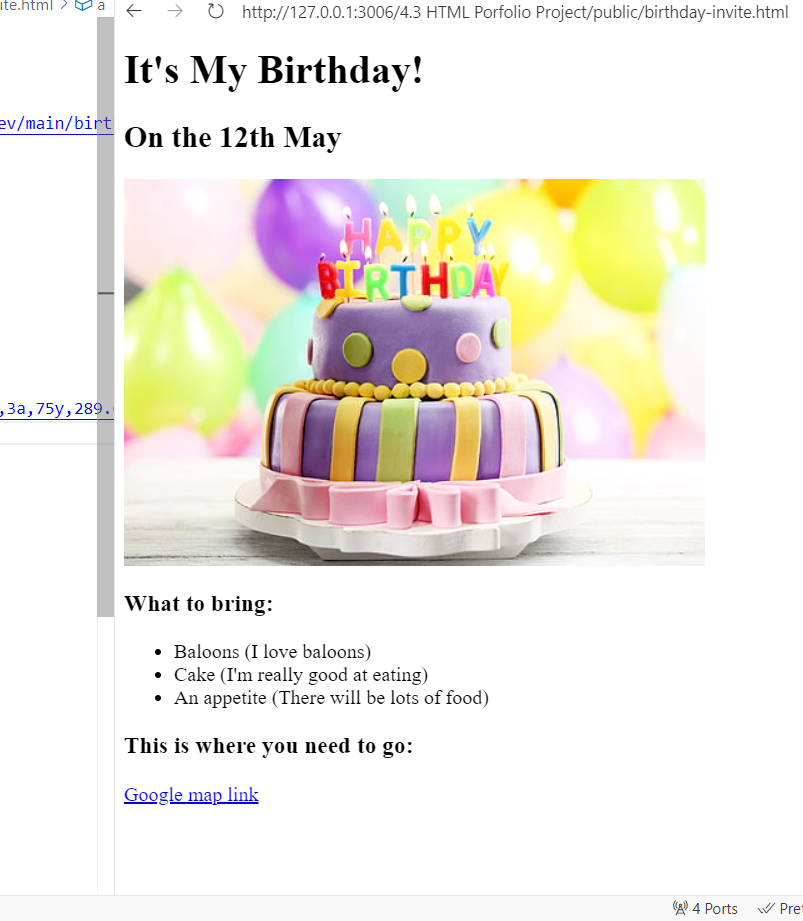 ite.html > a
http://127.0.0.1:3006/4.3 HTML Porfolio Project/public/birthday-invite.html
ev/main/birt
,3a,75y,289.
It's My Birthday!
On the 12th May
HAPPY
BIRTHDAY
What to bring:
Baloons (I love baloons)
Cake (I'm really good at eating)
An appetite (There will be lots of food)
This is where you need to go:
Google map link
4 Ports
Pre